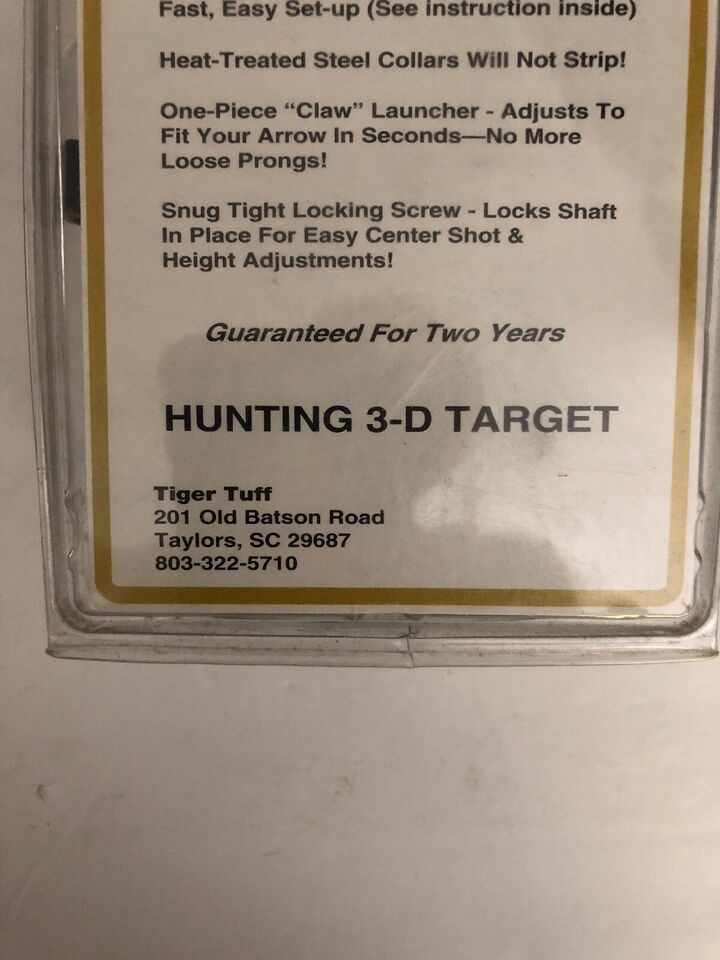 Fast, Easy Set-up (See instruction inside)
Heat-Treated Steel Collars Will Not Strip!
One-Piece “Claw” Launcher - Adjusts To
Fit Your Arrow In Seconds—No More
Loose Prongs!
Snug Tight Locking Screw - Locks Shaft
In Place For Easy Center Shot &
Height Adjustments!
Guaranteed For Two Years
HUNTING 3-D TARGET
Tiger Tuff
201 Old Batson Road
Taylors, SC 29687
803-322-5710